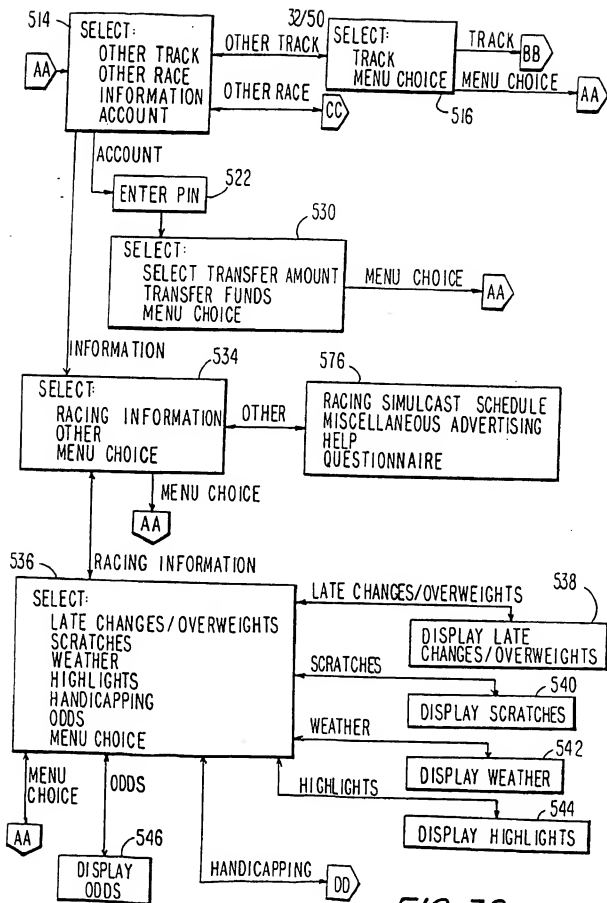 514
SELECT:
OTHER TRACK
OTHER RACE
INFORMATION
ACCOUNT
AA
OTHER TRACK
OTHER RACE
CC
32/50
SELECT:
TRACK
MENU CHOICE
516
TRACK
BB
MENU CHOICE
AA
ACCOUNT
ENTER PIN
522
530
SELECT:
SELECT TRANSFER AMOUNT
TRANSFER FUNDS
MENU CHOICE
MENU CHOICE
AA
INFORMATION
534
SELECT:
RACING INFORMATION
OTHER
MENU CHOICE
OTHER
576
RACING SIMULCAST SCHEDULE
MISCELLANEOUS ADVERTISING
HELP
QUESTIONNAIRE
MENU CHOICE
AA
RACING INFORMATION
536
SELECT:
LATE CHANGES/OVERWEIGHTS
SCRATCHES
WEATHER
HIGHLIGHTS
HANDICAPPING
ODDS
MENU CHOICE
LATE CHANGES/OVERWEIGHTS
538
DISPLAY LATE
CHANGES/OVERWEIGHTS
SCRATCHES
540
DISPLAY SCRATCHES
WEATHER
542
DISPLAY WEATHER
HIGHLIGHTS
544
DISPLAY HIGHLIGHTS
MENU
CHOICE
AA
ODDS
546
DISPLAY
ODDS
HANDICAPPING
DD